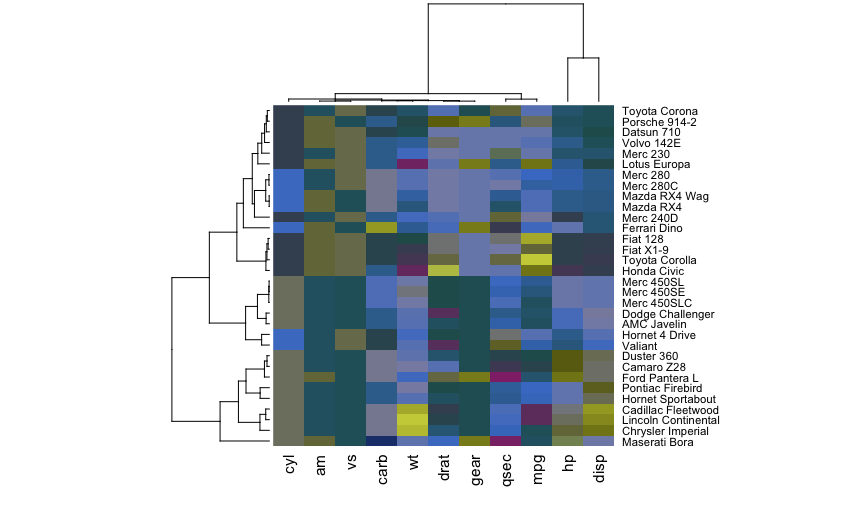 Toyota Corona
Porsche 914-2
Datsun 710
Volvo 142E
Merc 230
Lotus Europa
Merc 280
Merc 280C
Mazda RX4 Wag
Mazda RX4
Merc 240D
Ferrari Dino
Fiat 128
Fiat X1-9
Toyota Corolla
Honda Civic
Merc 450SL
Merc 450SE
Merc 450SLC
Dodge Challenger
AMC Javelin
Hornet 4 Drive
Valiant
Duster 360
Camaro Z28
Ford Pantera L
Pontiac Firebird
Hornet Sportabout
Cadillac Fleetwood
Lincoln Continental
Chrysler Imperial
Maserati Bora
cyl
am
vs
carb
wt
drat
gear
qsec
mpg
hp
disp